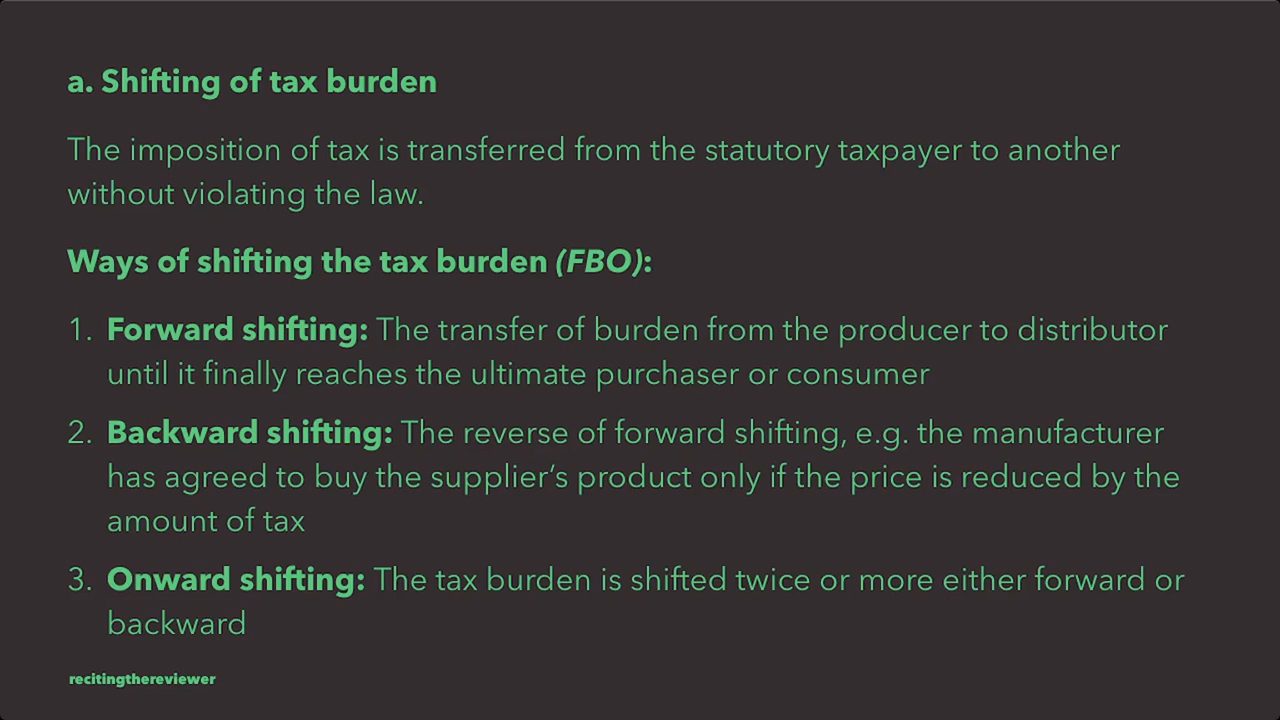 a. Shifting of tax burden
The imposition of tax is transferred from the statutory taxpayer to another
without violating the law.
Ways of shifting the tax burden (FBO):
1. Forward shifting: The transfer of burden from the producer to distributor
until it finally reaches the ultimate purchaser or consumer
2. Backward shifting: The reverse of forward shifting, e.g. the manufacturer
has agreed to buy the supplier’s product only if the price is reduced by the
amount of tax
3. Onward shifting: The tax burden is shifted twice or more either forward or
backward
recitingthereviewer